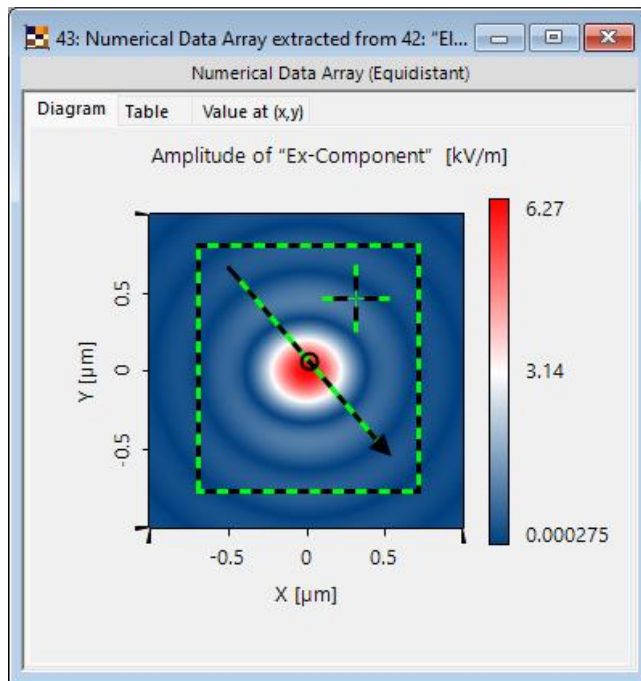 43: Numerical Data Array extracted from 42: "El...
Numerical Data Array (Equidistant)
Diagram Table Value at (x,y)
Amplitude of "Ex-Component" [kV/m]
6.27
3.14
0.000275
Y [µm]
0.5
0
-0.5
-0.5 0 0.5
X [µm]